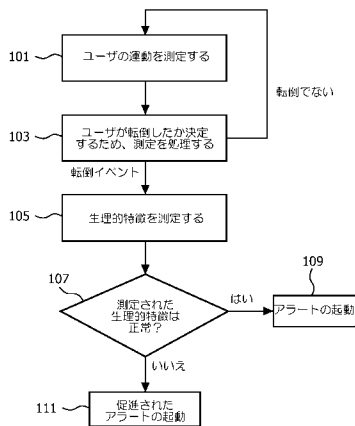 101
ユーザの運動を測定する
転倒でない
103
ユーザが転倒したか決定
するため、測定を処理する
転倒イベント
105
生理的特徴を測定する
107
測定された
生理的特徴は
正常？
はい
109
アラートの起動
いいえ
111
促進された
アラートの起動